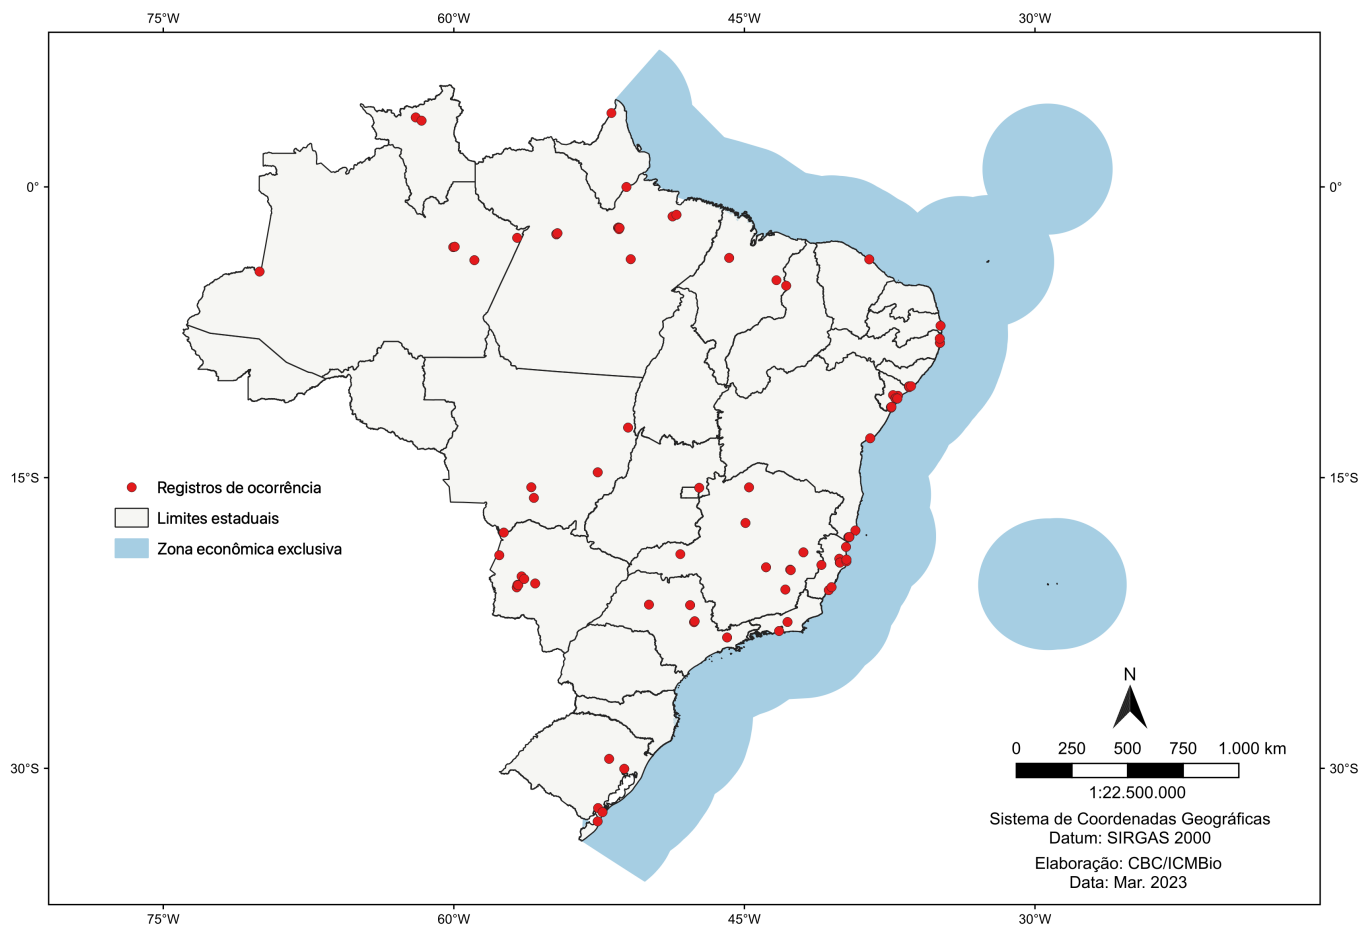 75°W 60°W 45°W 30°W
0° 0°
15°S 15°S
Registros de ocorrência
Limites estaduais
Zona econômica exclusiva
N
0 250 500 750 1.000 km
30°S 30°S
1:22.500.000
Sistema de Coordenadas Geográficas
Datum: SIRGAS 2000
Elaboração: CBC/ICMBio
Data: Mar. 2023
75°W 60°W 45°W 30°W